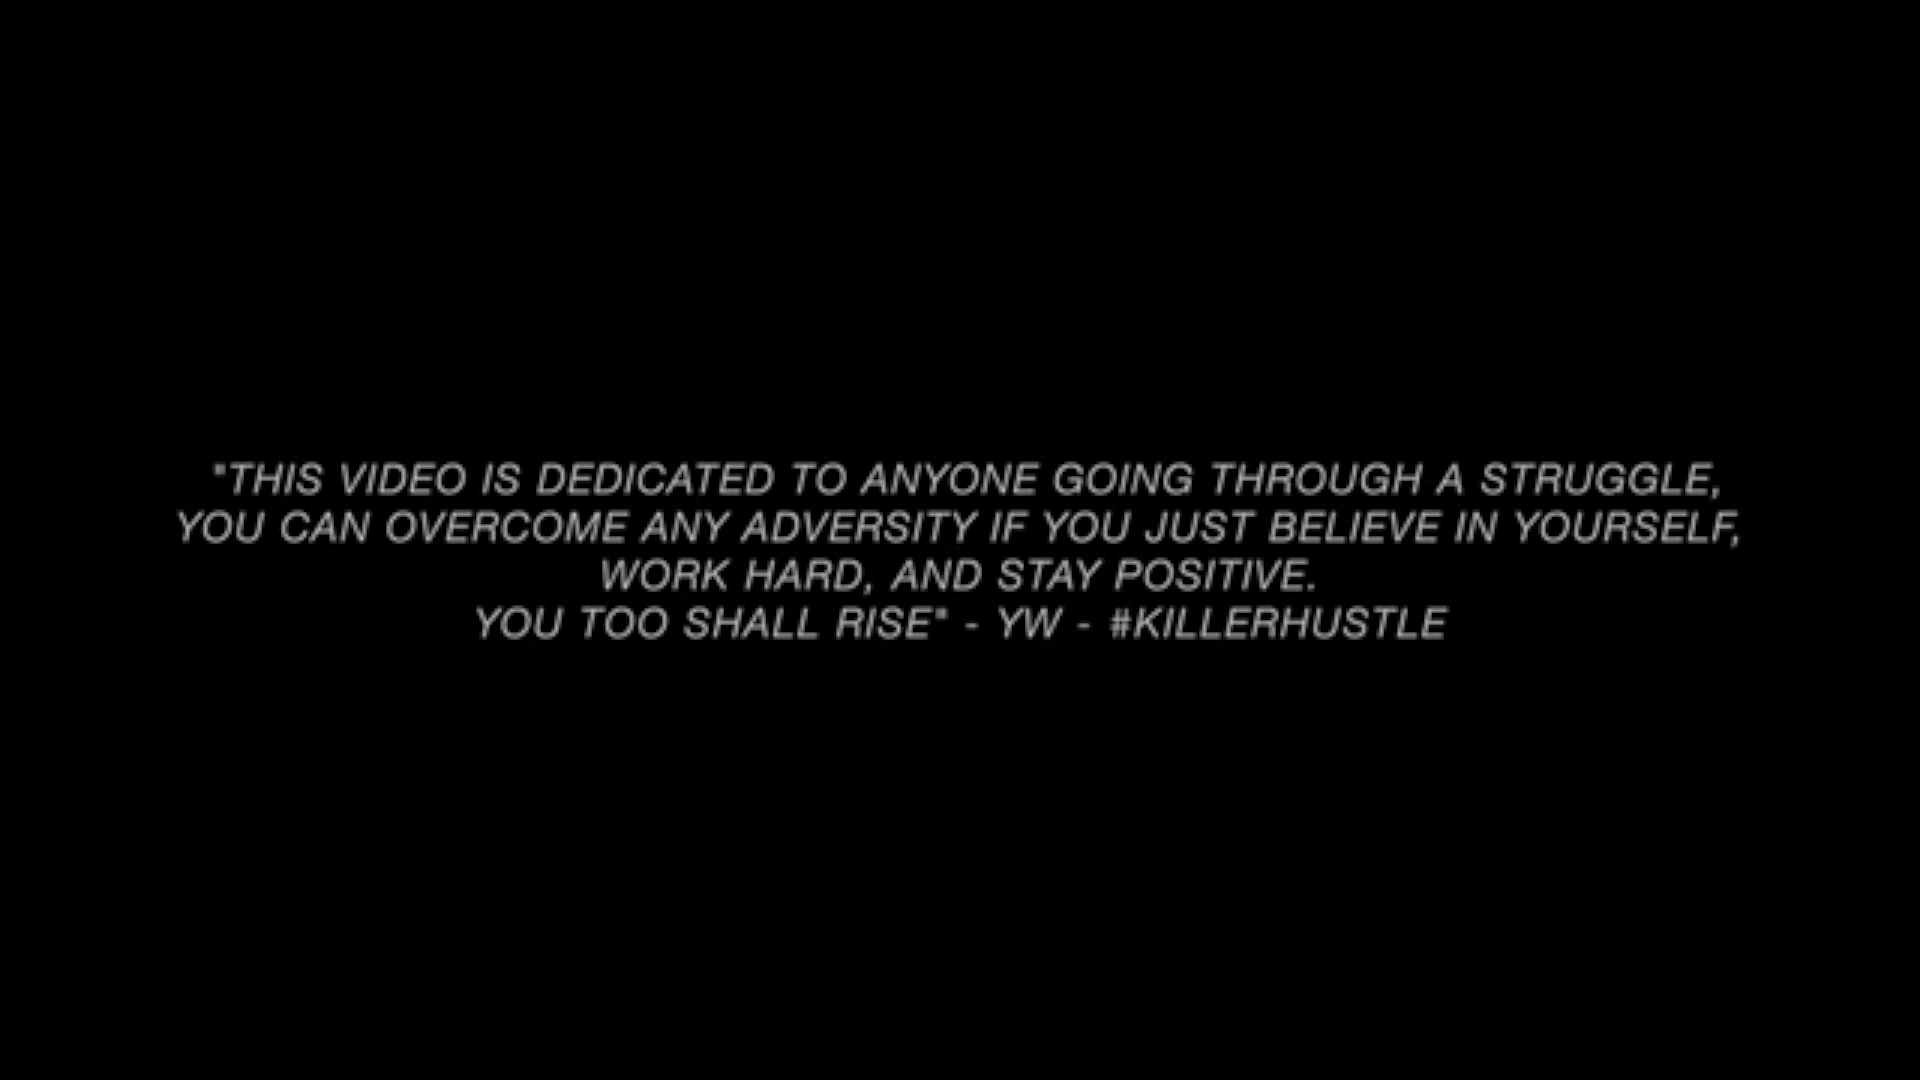 "THIS VIDEO IS DEDICATED TO ANYONE GOING THROUGH A STRUGGLE,
YOU CAN OVERCOME ANY ADVERSITY IF YOU JUST BELIEVE IN YOURSELF,
WORK HARD, AND STAY POSITIVE.
YOU TOO SHALL RISE" - YW - #KILLERHUSTLE